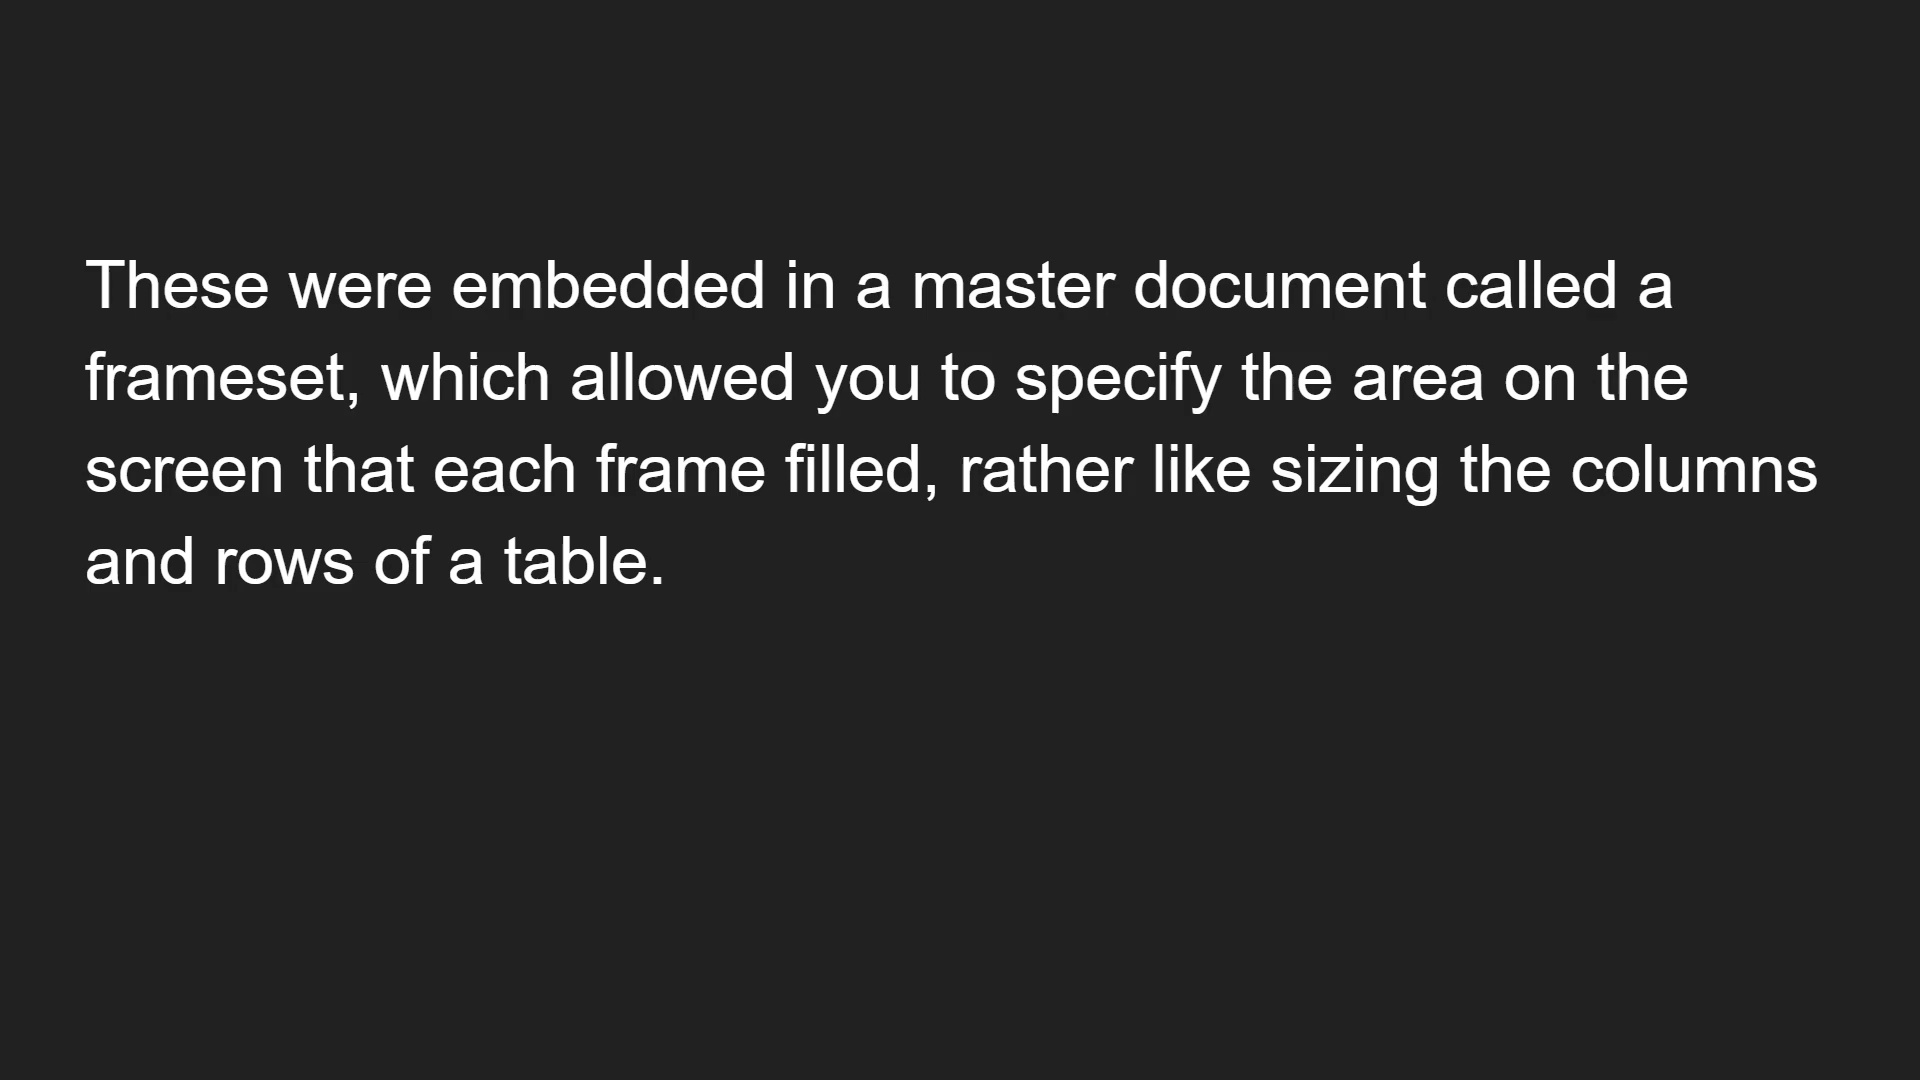 These were embedded in a master document called a
frameset, which allowed you to specify the area on the
screen that each frame filled, rather like sizing the columns
and rows of a table.